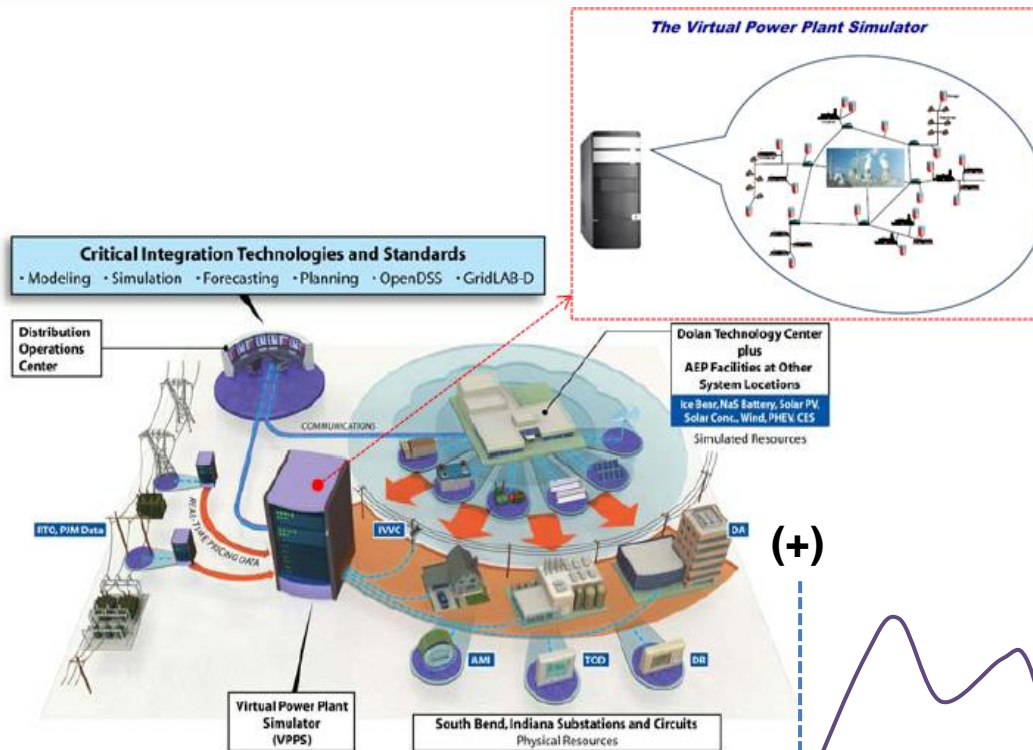 The Virtual Power Plant Simulator
Critical Integration Technologies and Standards
· Modeling · Simulation · Forecasting · Planning · OpenDSS · GridLAB-D
Distribution
Operations
Center
Dolan Technology Center
plus
AEP Facilities at Other
System Locations
Ice Bear, NaS Battery, Solar PV,
Solar Conc., Wind, PHEV, CES
Simulated Resources
COMMUNICATIONS
RTO, PJM Data
REAL-TIME PRICING DATA
IVVC
DA
(+)
AMI
TOD
DR
Virtual Power Plant
Simulator
(VPPS)
South Bend, Indiana Substations and Circuits
Physical Resources